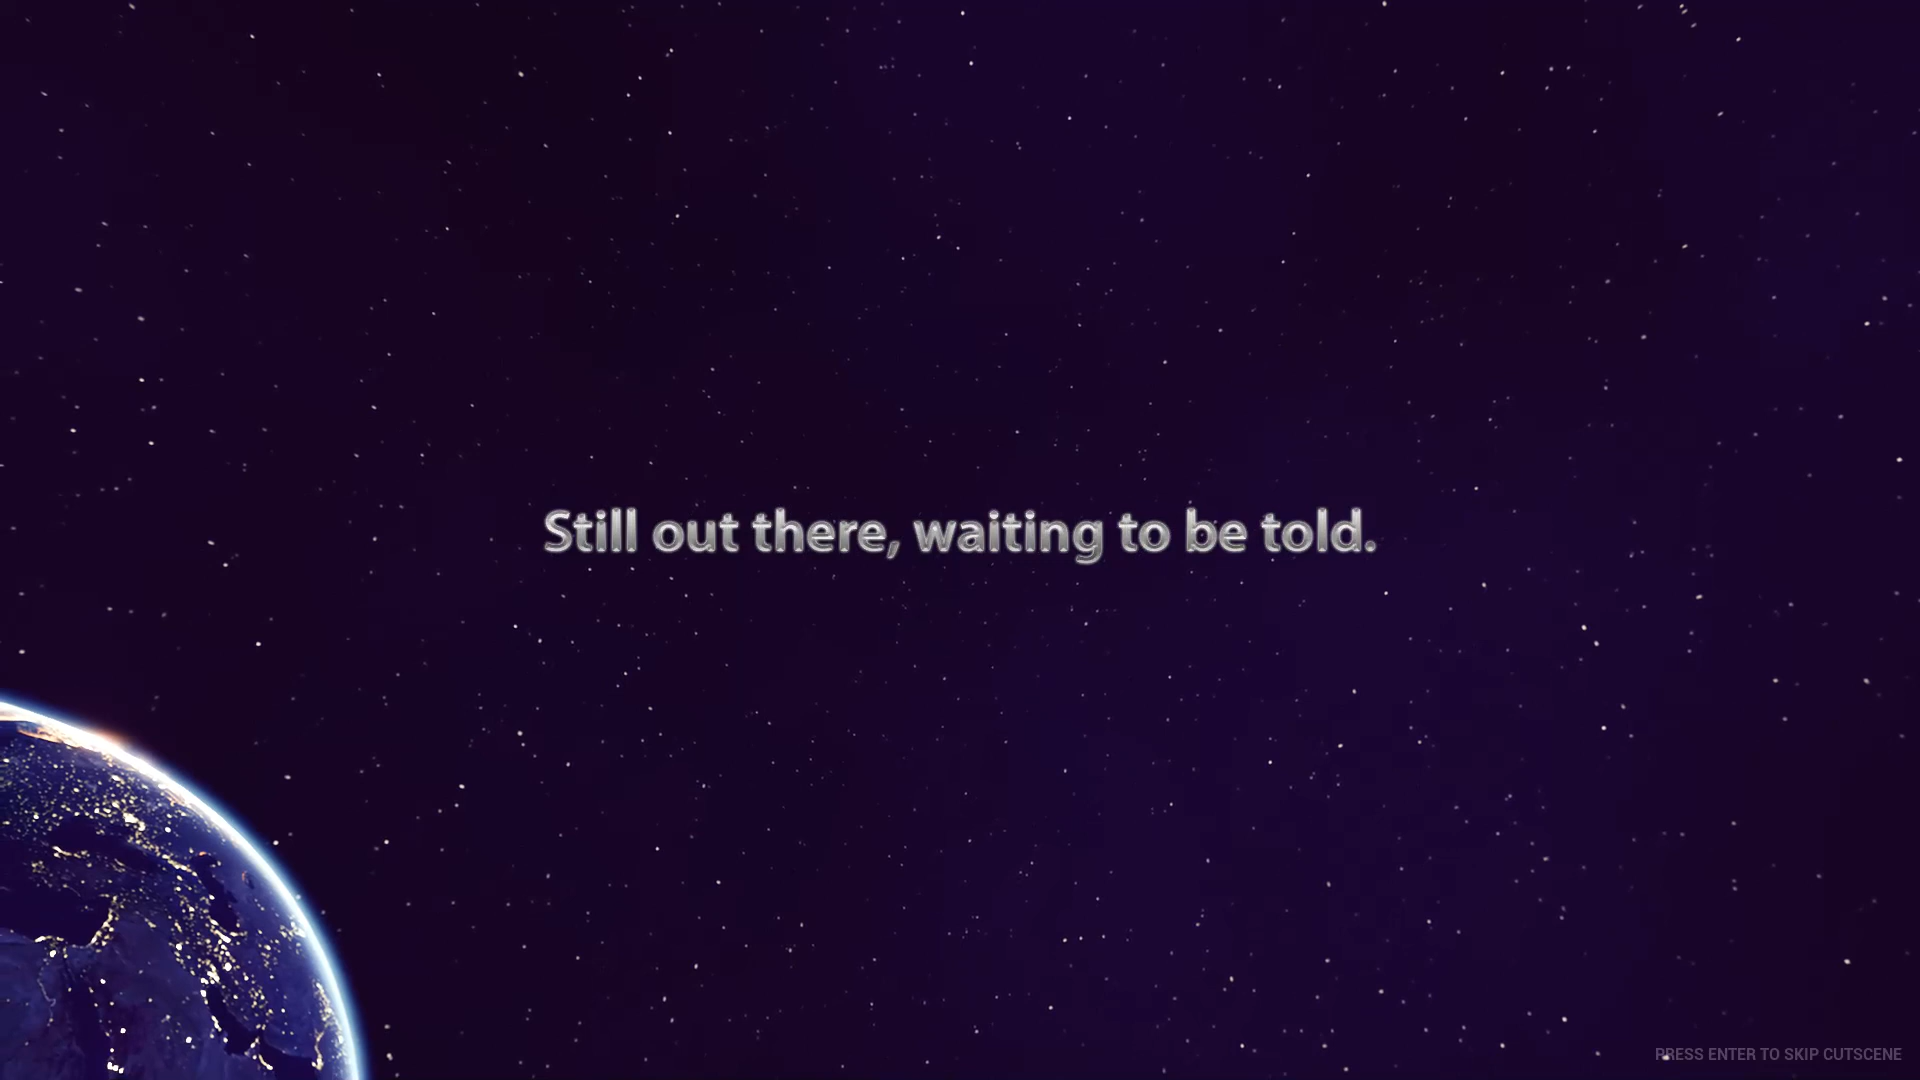 Still out there, waiting to be told.
PRESS ENTER TO SKIP CUTSCENE